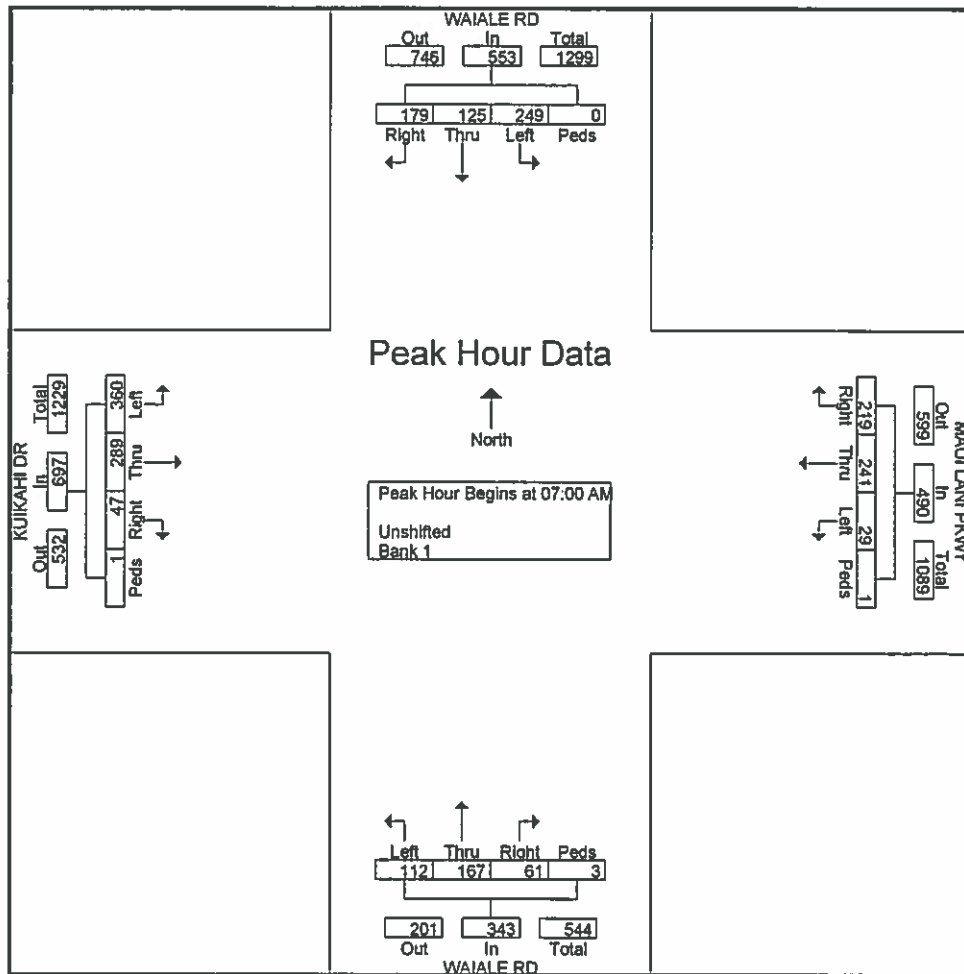 WAIALE RD
Out In Total
746 553 1299
179 125 249 0
Right Thru Left Peds
KUIKAHI DR
Total In Out
1229 697 532
360 289 47 1
Left Thru Right Peds
Peak Hour Data
North
Peak Hour Begins at 07:00 AM
Unshifted
Bank 1
Right Thru Left Peds
219 241 29 1
Out In Total
599 490 1089
MAUI LANI PKWY
Left Thru Right Peds
112 167 61 3
201 343 544
Out In Total
WAIALE RD